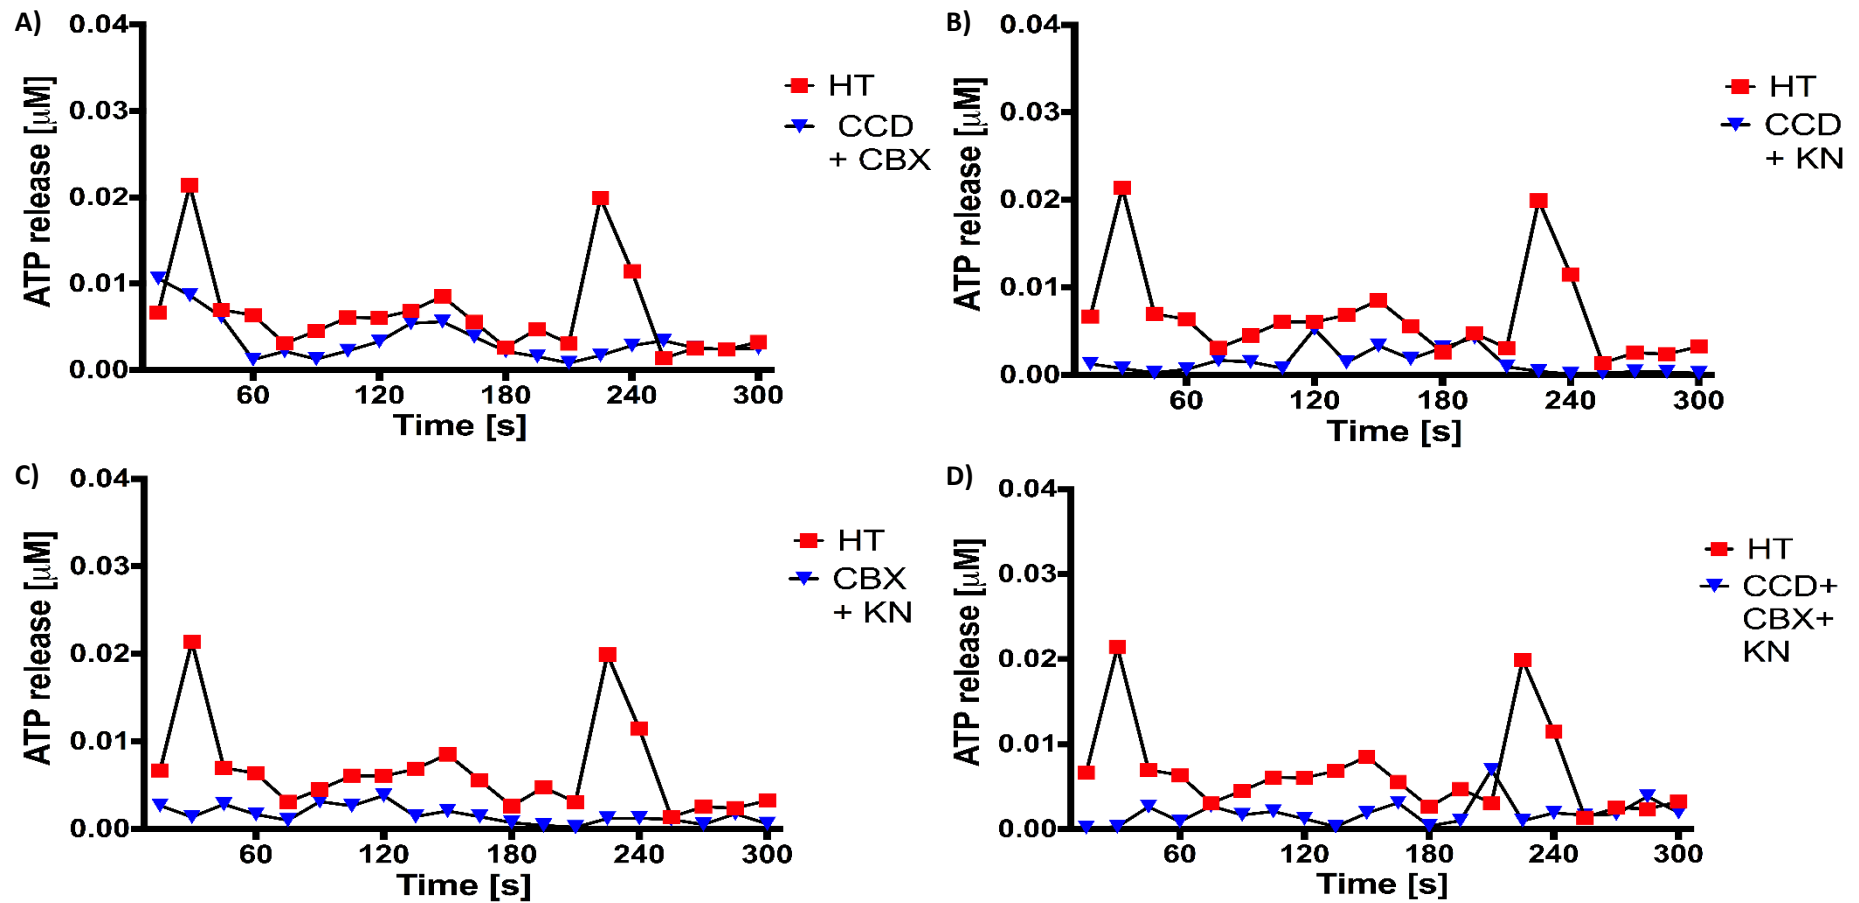 A)
0.04
0.03
0.02
0.01
0.00
ATP release [μM]
60 120 180 240 300
Time [s]
HT
CCD
+ CBX
B)
0.04
0.03
0.02
0.01
0.00
ATP release [μM]
60 120 180 240 300
Time [s]
HT
CCD
+ KN
C)
0.04
0.03
0.02
0.01
0.00
ATP release [μM]
60 120 180 240 300
Time [s]
HT
CBX
+ KN
D)
0.04
0.03
0.02
0.01
0.00
ATP release [μM]
60 120 180 240 300
Time [s]
HT
CCD+
CBX+
KN